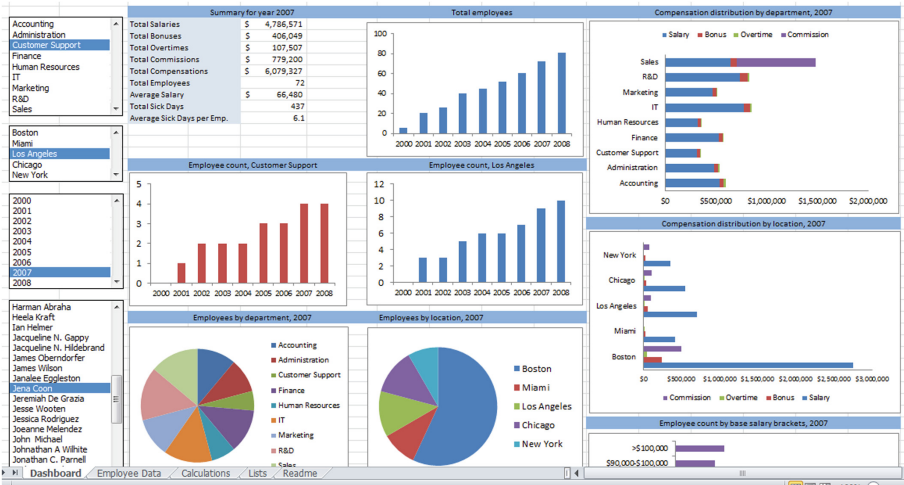 Accounting
Administration
Customer Support
Finance
Human Resources
IT
Marketing
R&D
Sales
Boston
Miami
Los Angeles
Chicago
New York
2000
2001
2002
2003
2004
2005
2006
2007
2008
Harman Abraha
Heela Kraft
Ian Helmer
Jacqueline N. Gappy
Jacqueline N. Hildebrand
James Oberndorfer
James Wilson
Janalee Eggleston
Jena Coon
Jeremiah De Grazia
Jesse Wooten
Jessica Rodriguez
Joeanne Melendez
John Michael
Johnathan A Wilhite
Jonathan C. Parnell
Summary for year 2007
Total Salaries $ 4,786,571
Total Bonuses $ 406,049
Total Overtimes $ 107,507
Total Commissions $ 779,200
Total Compensations $ 6,079,327
Total Employees 72
Average Salary $ 66,480
Total Sick Days 437
Average Sick Days per Emp. 6.1
Total employees
100
80
60
40
20
0
2000 2001 2002 2003 2004 2005 2006 2007 2008
Compensation distribution by department, 2007
Salary Bonus Overtime Commission
Sales
R&D
Marketing
IT
Human Resources
Finance
Customer Support
Administration
Accounting
$0 $500,000 $1,000,000 $1,500,000 $2,000,000
Employee count, Customer Support
5
4
3
2
1
0
2000 2001 2002 2003 2004 2005 2006 2007 2008
Employee count, Los Angeles
12
10
8
6
4
2
0
2000 2001 2002 2003 2004 2005 2006 2007 2008
Compensation distribution by location, 2007
New York
Chicago
Los Angeles
Miami
Boston
$0 $500,000 $1,000,000 $1,500,000 $2,000,000 $2,500,000 $3,000,000
Commission Overtime Bonus Salary
Employees by department, 2007
Accounting
Administration
Customer Support
Finance
Human Resources
IT
Marketing
R&D
Sales
Employees by location, 2007
Boston
Miami
Los Angeles
Chicago
New York
Employee count by base salary brackets, 2007
>$100,000
$90,000-$100,000
Dashboard Employee Data Calculations Lists Readme